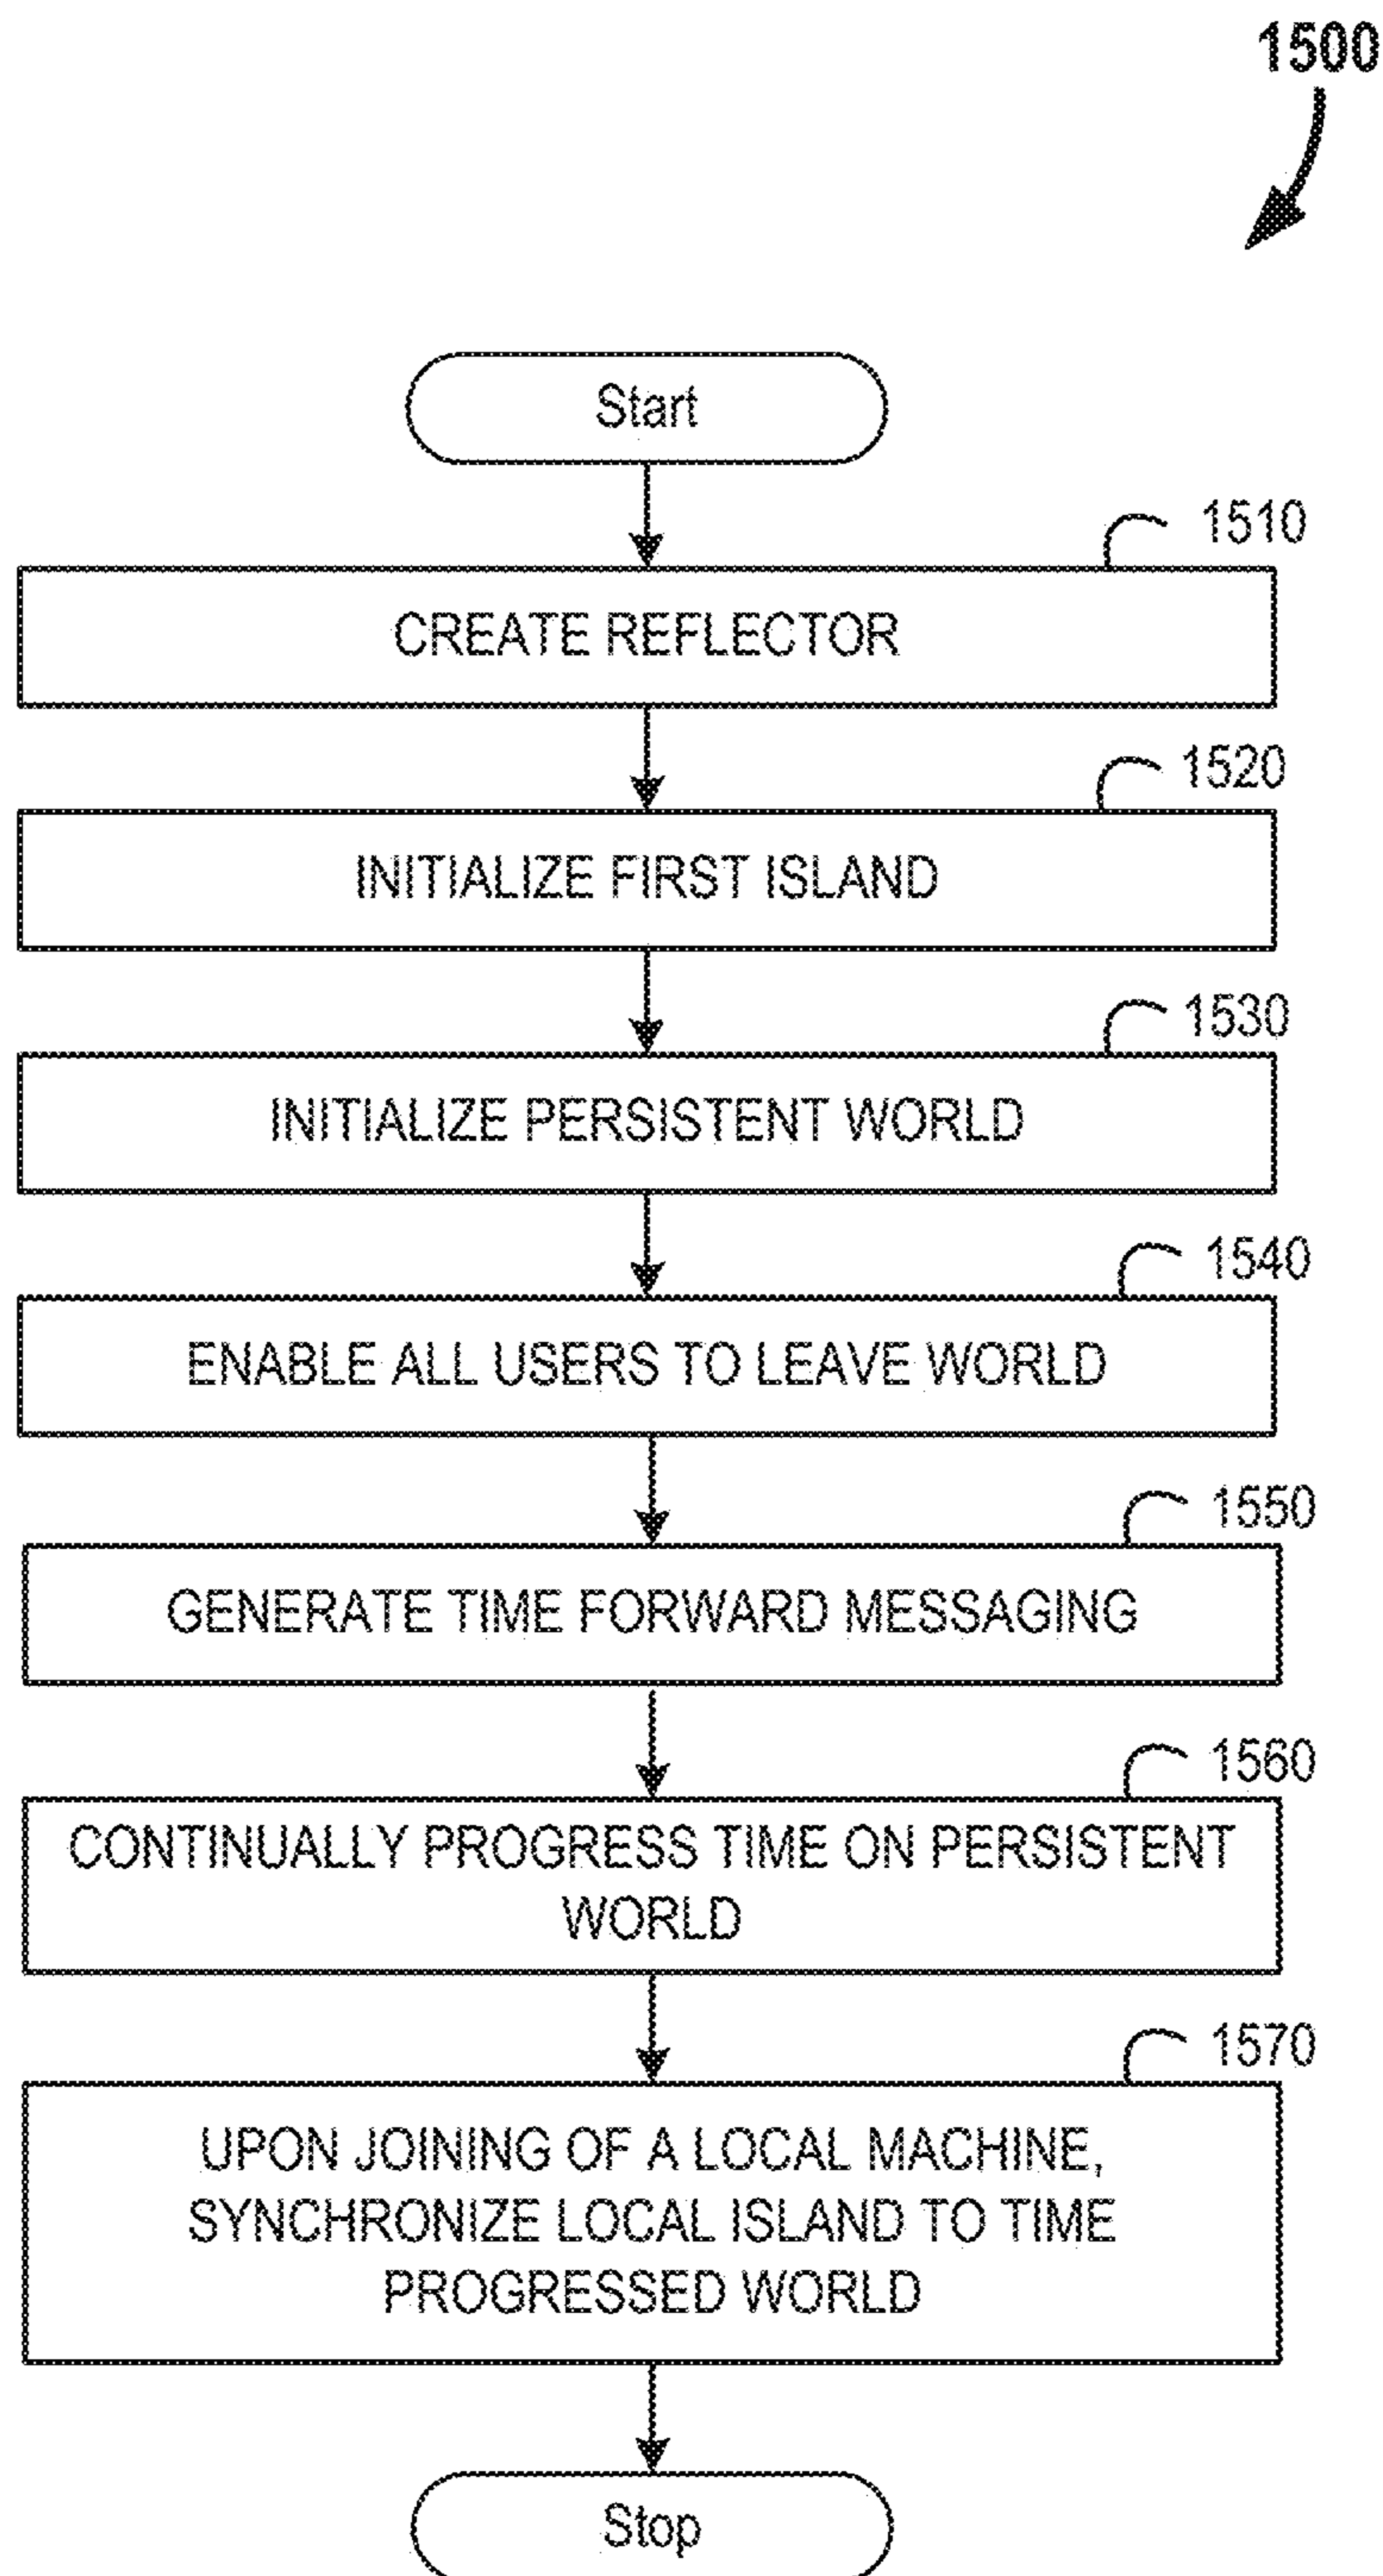 1500
Start
1510
CREATE REFLECTOR
1520
INITIALIZE FIRST ISLAND
1530
INITIALIZE PERSISTENT WORLD
1540
ENABLE ALL USERS TO LEAVE WORLD
1550
GENERATE TIME FORWARD MESSAGING
1560
CONTINUALLY PROGRESS TIME ON PERSISTENT
WORLD
1570
UPON JOINING OF A LOCAL MACHINE,
SYNCHRONIZE LOCAL ISLAND TO TIME
PROGRESSED WORLD
Stop